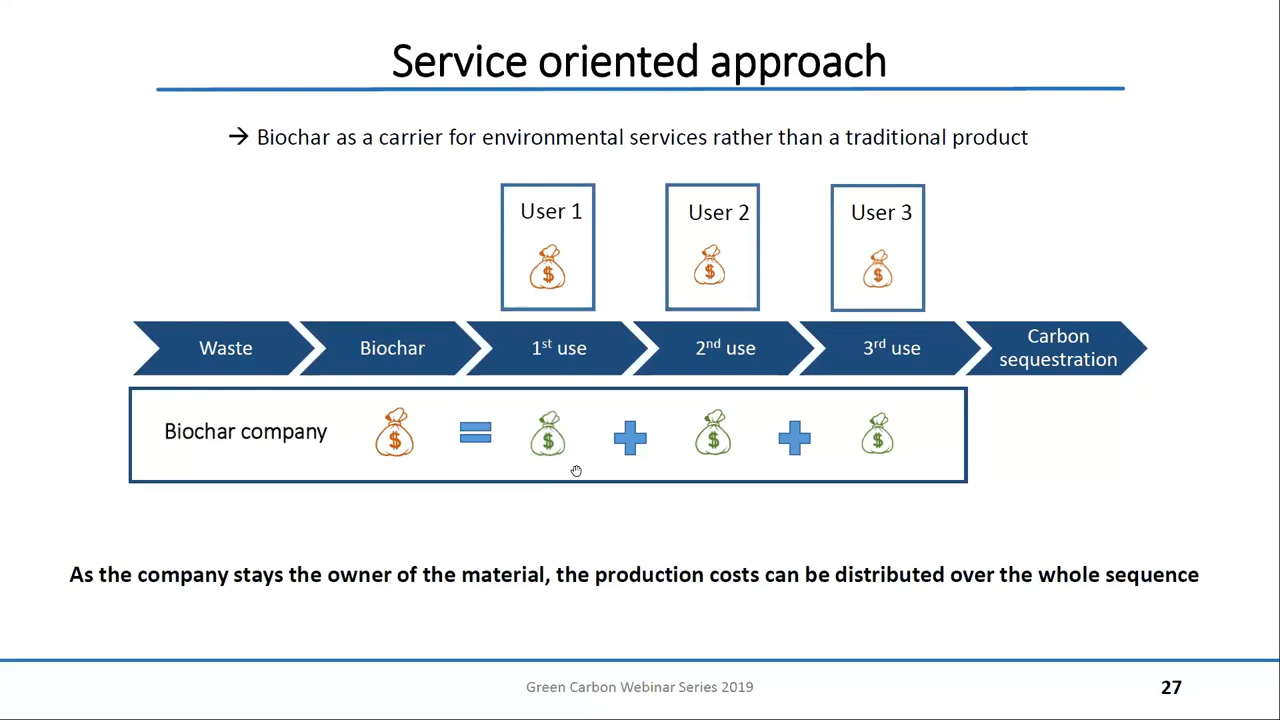 Service oriented approach
→ Biochar as a carrier for environmental services rather than a traditional product
User 1
User 2
User 3
$
$
$
Waste
Biochar
1st use
2nd use
3rd use
Carbon
sequestration
Biochar company
$
=
$
+
$
+
$
As the company stays the owner of the material, the production costs can be distributed over the whole sequence
Green Carbon Webinar Series 2019
27